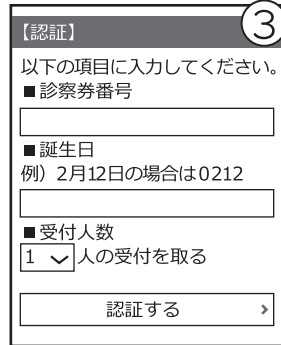 【認証】
③
以下の項目に入力してください。
■診察券番号
■誕生日
例）2月12日の場合は0212
■受付人数
1 人の受付を取る
認証する